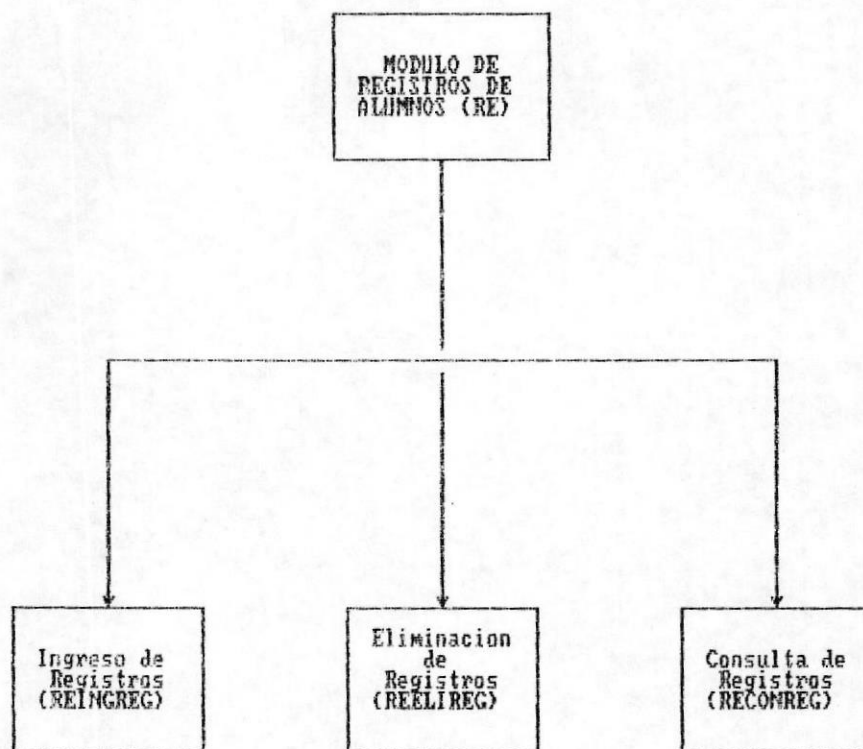 MODULO DE
REGISTROS DE
ALUMNOS (RE)
Ingreso de
Registros
(REINGREG)
Eliminacion
de
Registros
(REELIREG)
Consulta de
Registros
(RECONREG)